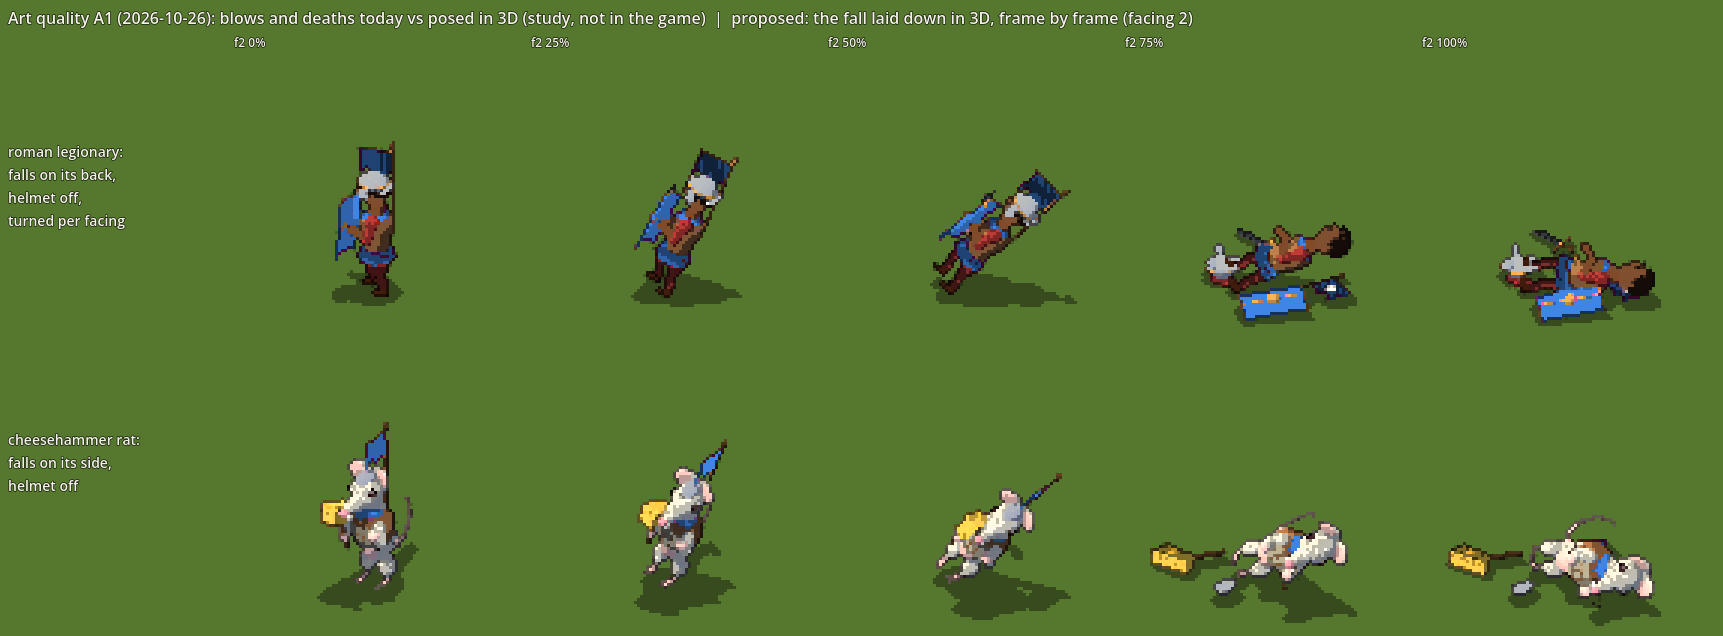 Art quality A1 (2026-10-26): blows and deaths today vs posed in 3D (study, not in the game)  |  proposed: the fall laid down in 3D, frame by frame (facing 2)
f2 0%
f2 25%
f2 50%
f2 75%
f2 100%
roman legionary:
falls on its back,
helmet off,
turned per facing
cheesehammer rat:
falls on its side,
helmet off